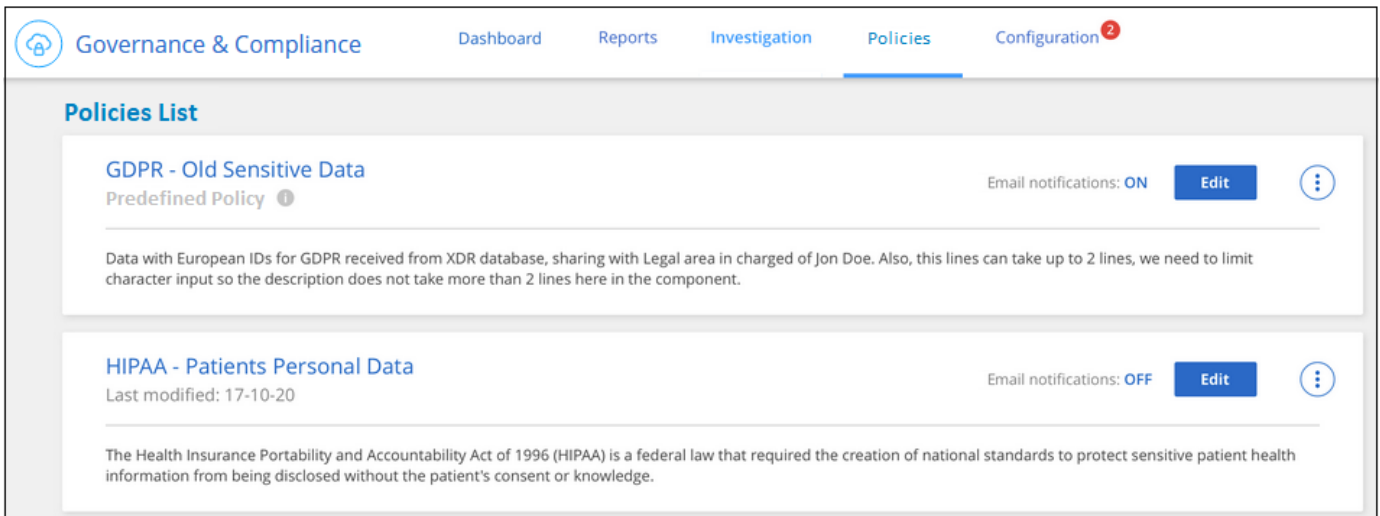 Governance & Compliance Dashboard Reports Investigation Policies Configuration 2
Policies List
GDPR - Old Sensitive Data
Predefined Policy i
Email notifications: ON Edit
Data with European IDs for GDPR received from XDR database, sharing with Legal area in charged of Jon Doe. Also, this lines can take up to 2 lines, we need to limit
character input so the description does not take more than 2 lines here in the component.
HIPAA - Patients Personal Data
Last modified: 17-10-20
Email notifications: OFF Edit
The Health Insurance Portability and Accountability Act of 1996 (HIPAA) is a federal law that required the creation of national standards to protect sensitive patient health
information from being disclosed without the patient's consent or knowledge.